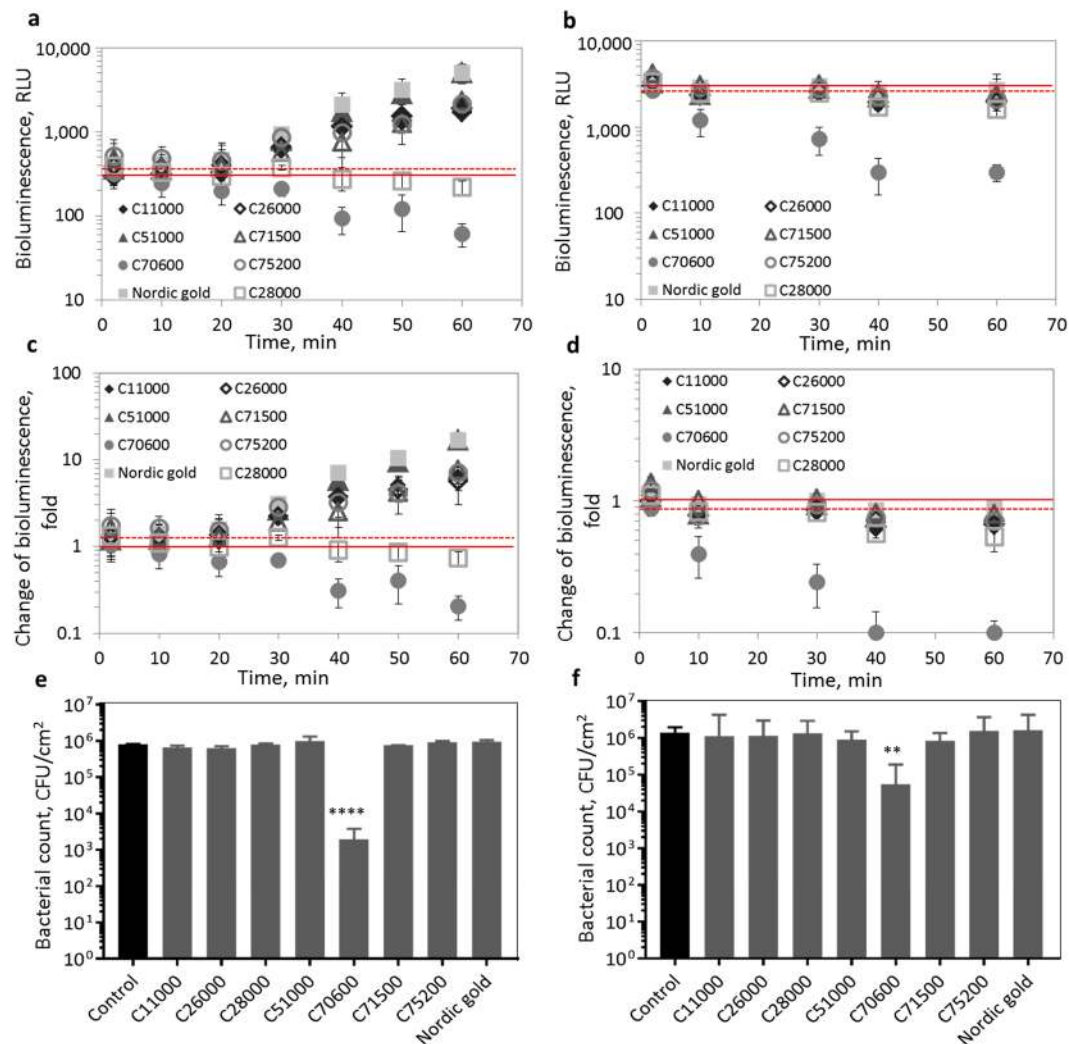 a
Bioluminescence, RLU
10,000
1,000
100
10
C11000 C26000
C51000 C71500
C70600 C75200
Nordic gold C28000
0 10 20 30 40 50 60 70
Time, min
b
Bioluminescence, RLU
10,000
1,000
100
10
C11000 C26000
C51000 C71500
C70600 C75200
Nordic gold C28000
0 10 20 30 40 50 60 70
Time, min
c
Change of bioluminescence,
fold
100
10
1
0.1
C11000 C26000
C51000 C71500
C70600 C75200
Nordic gold C28000
0 10 20 30 40 50 60 70
Time, min
d
Change of bioluminescence,
fold
10
1
0.1
C11000 C26000
C51000 C71500
C70600 C75200
Nordic gold C28000
0 10 20 30 40 50 60 70
Time, min
e
Bacterial count, CFU/cm²
10⁷
10⁶
10⁵
10⁴
10³
10²
10¹
10⁰
****
Control
C11000
C26000
C28000
C51000
C70600
C71500
C75200
Nordic gold
f
Bacterial count, CFU/cm²
10⁷
10⁶
10⁵
10⁴
10³
10²
10¹
10⁰
**
Control
C11000
C26000
C28000
C51000
C70600
C71500
C75200
Nordic gold